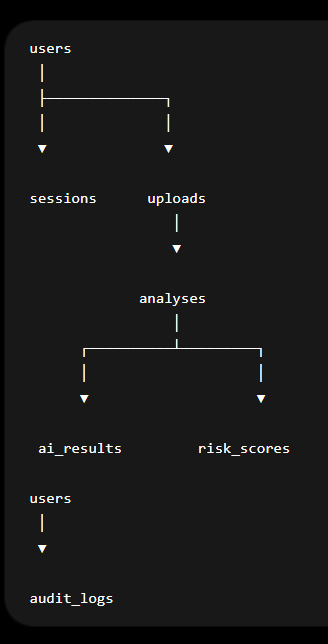 users
sessions uploads
analyses
ai_results risk_scores
users
audit_logs